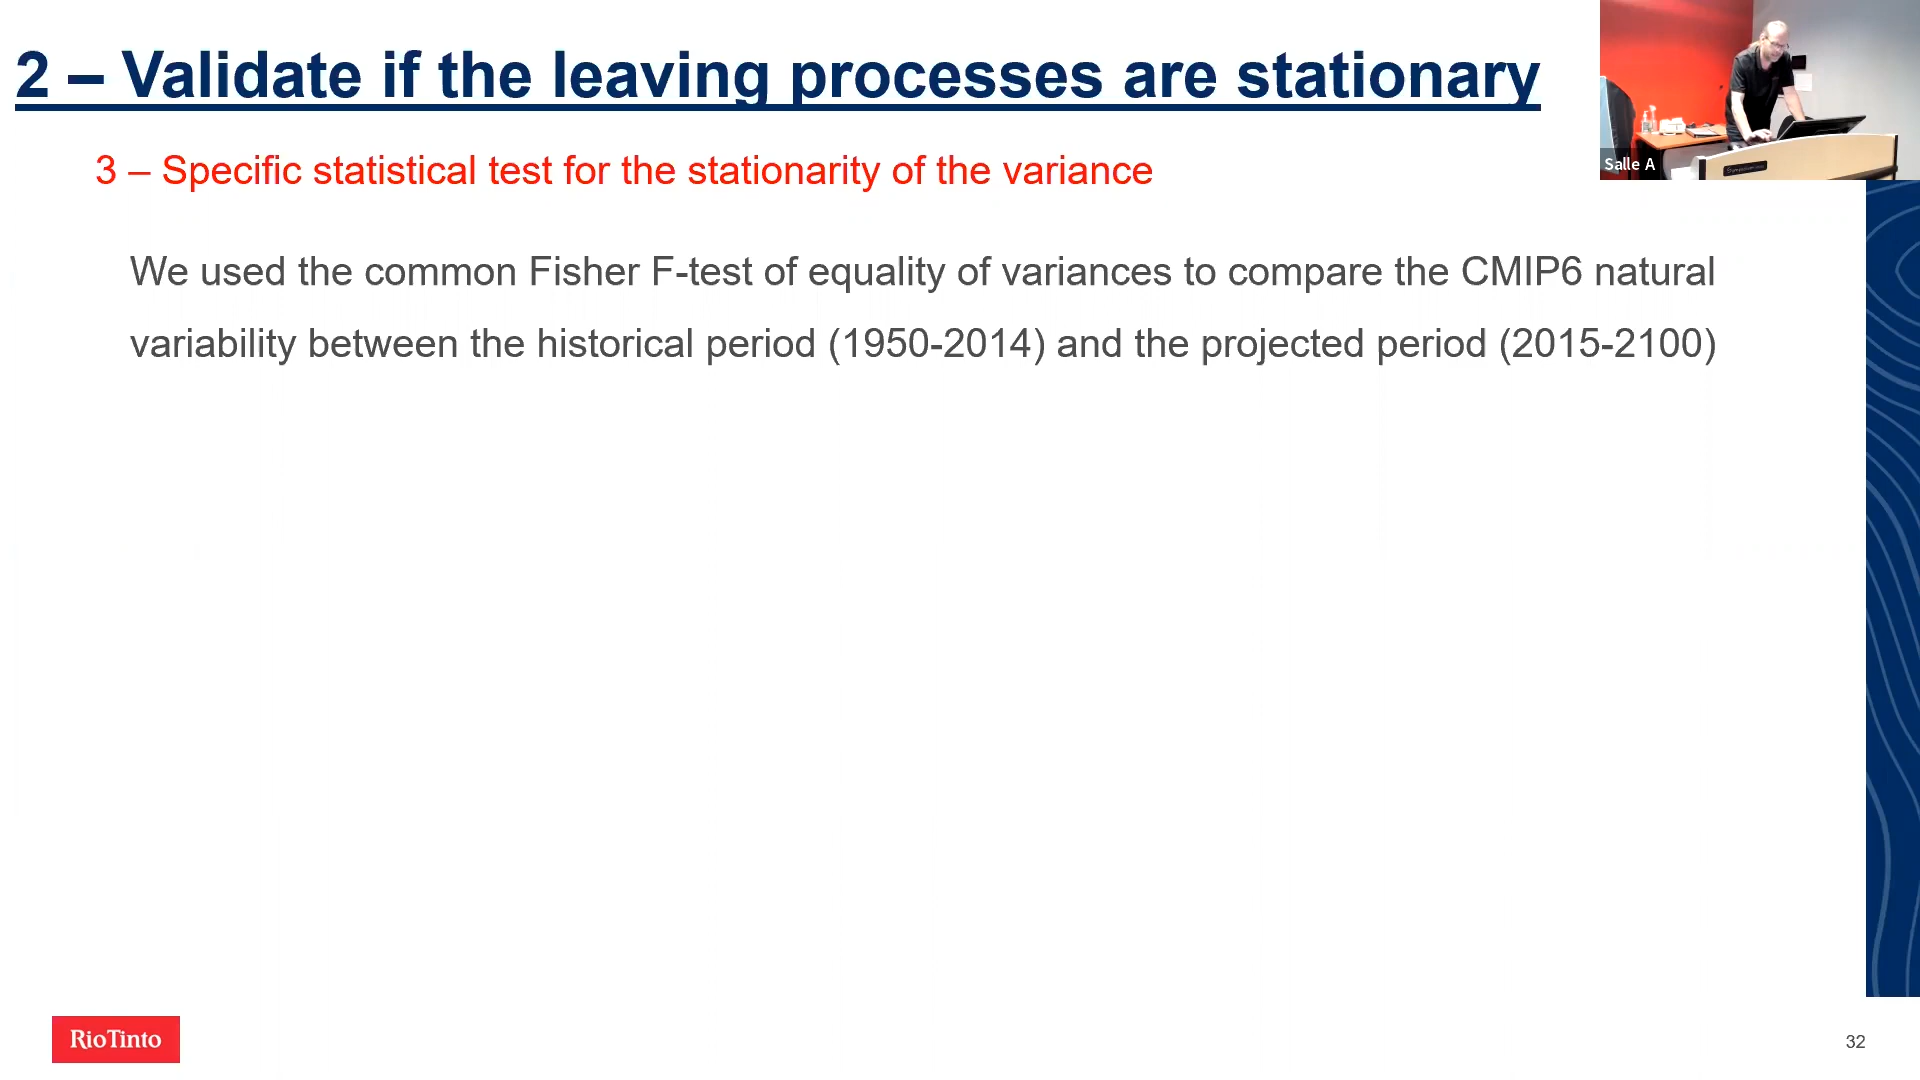 2 – Validate if the leaving processes are stationary
3 – Specific statistical test for the stationarity of the variance
We used the common Fisher F-test of equality of variances to compare the CMIP6 natural
variability between the historical period (1950-2014) and the projected period (2015-2100)
Salle A
RioTinto
32